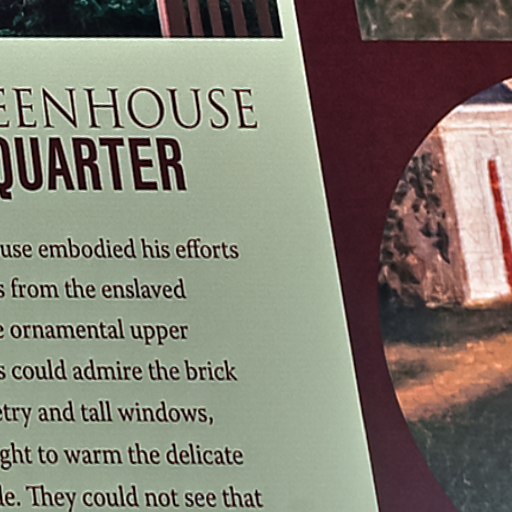 EENHOUSE
QUARTER
use embodied his efforts
s from the enslaved
e ornamental upper
s could admire the brick
etry and tall windows,
ght to warm the delicate
le. They could not see that